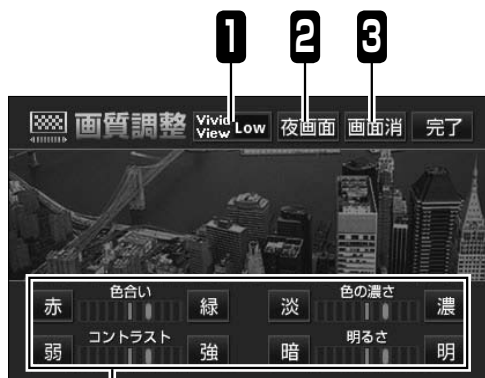 1 2 3
画質調整 Vivid View Low 夜画面 画面消 完了
赤 色合い 緑 淡 色の濃さ 濃
弱 コントラスト 強 暗 明るさ 明